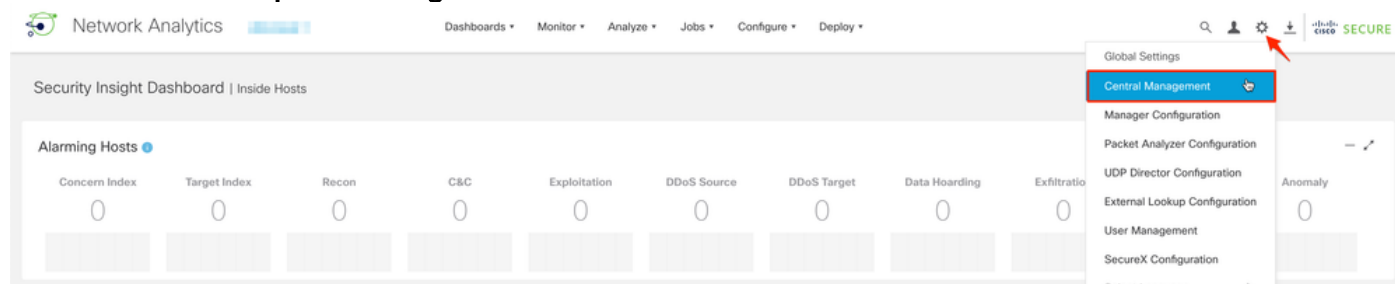 Network Analytics
Dashboards Monitor Analyze Jobs Configure Deploy
CISCO SECURE
Global Settings
Security Insight Dashboard | Inside Hosts
Central Management
Manager Configuration
Alarming Hosts
Packet Analyzer Configuration
UDP Director Configuration
Concern Index Target Index Recon C&C Exploitation DDoS Source DDoS Target Data Hoarding Exfiltratio Anomaly
0 0 0 0 0 0 0 0 0 0
External Lookup Configuration
User Management
SecureX Configuration